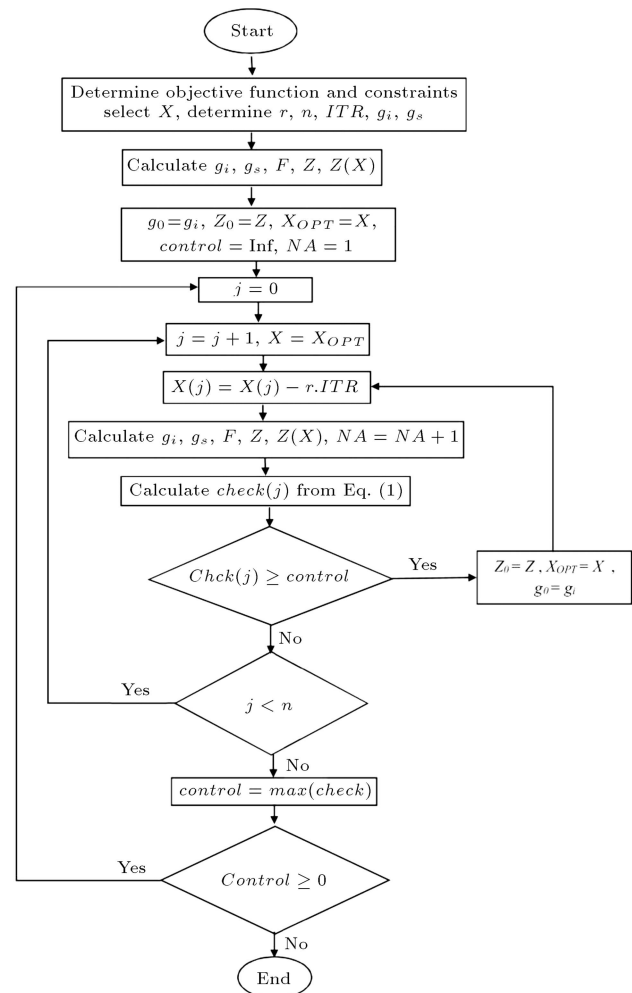 Start
Determine objective function and constraints
select X, determine r, n, ITR, g_i, g_s
Calculate g_i, g_s, F, Z, Z(X)
g_0=g_i, Z_0=Z, X_OPT=X,
control = Inf, NA = 1
j = 0
j = j + 1, X = X_OPT
X(j) = X(j) − r.ITR
Calculate g_i, g_s, F, Z, Z(X), NA = NA + 1
Calculate check(j) from Eq. (1)
Chck(j) ≥ control
Yes
Z_0 = Z , X_OPT = X ,
g_0 = g_i
No
Yes
j < n
No
control = max(check)
Yes
Control ≥ 0
No
End